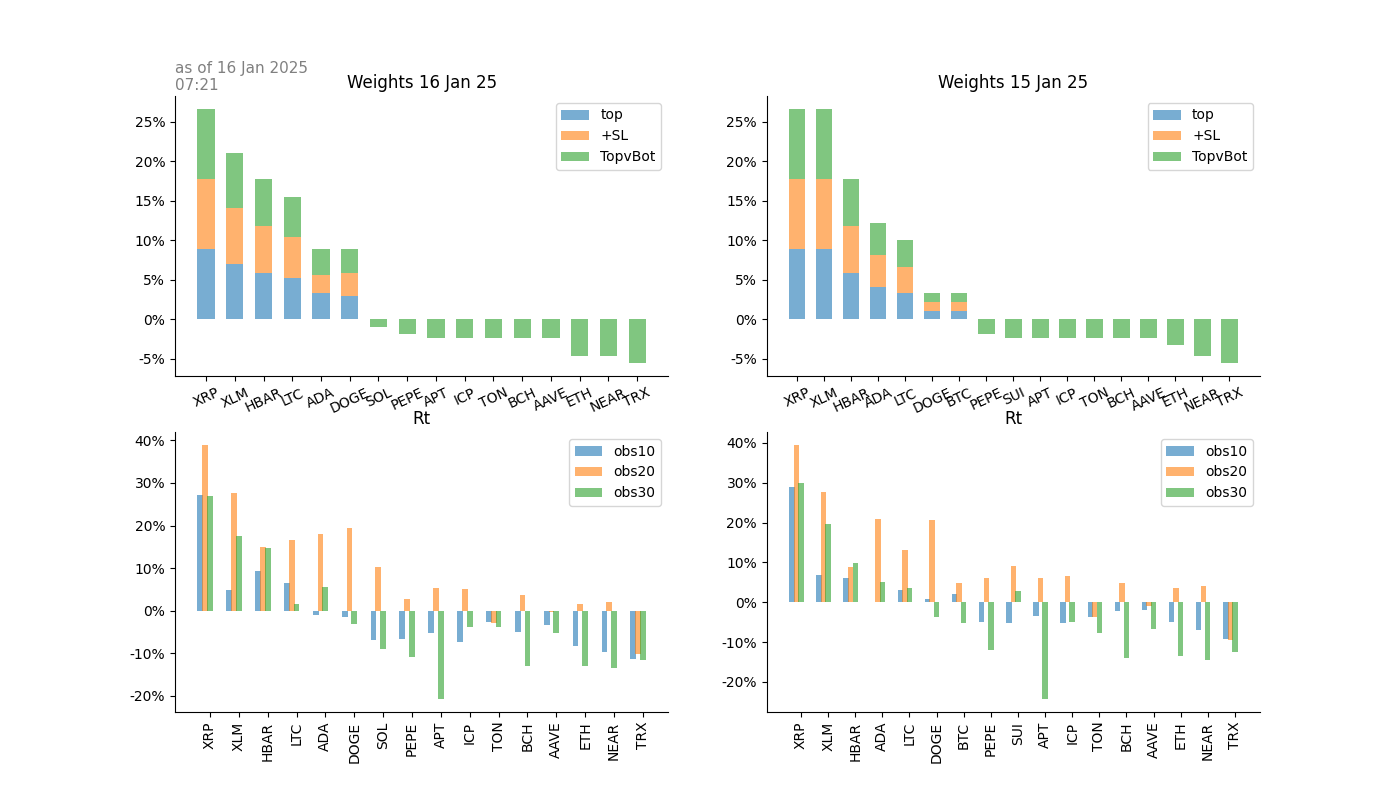 as of 16 Jan 2025
07:21
Weights 16 Jan 25
25%
20%
15%
10%
5%
0%
-5%
top
+SL
TopvBot
XRP XLM HBAR LTC ADA DOGE SOL PEPE APT ICP TON BCH AAVE ETH NEAR TRX
Weights 15 Jan 25
25%
20%
15%
10%
5%
0%
-5%
top
+SL
TopvBot
XRP XLM HBAR ADA LTC DOGE BTC PEPE SUI APT ICP TON BCH AAVE ETH NEAR TRX
Rt
40%
30%
20%
10%
0%
-10%
-20%
obs10
obs20
obs30
XRP XLM HBAR LTC ADA DOGE SOL PEPE APT ICP TON BCH AAVE ETH NEAR TRX
Rt
40%
30%
20%
10%
0%
-10%
-20%
obs10
obs20
obs30
XRP XLM HBAR ADA LTC DOGE BTC PEPE SUI APT ICP TON BCH AAVE ETH NEAR TRX